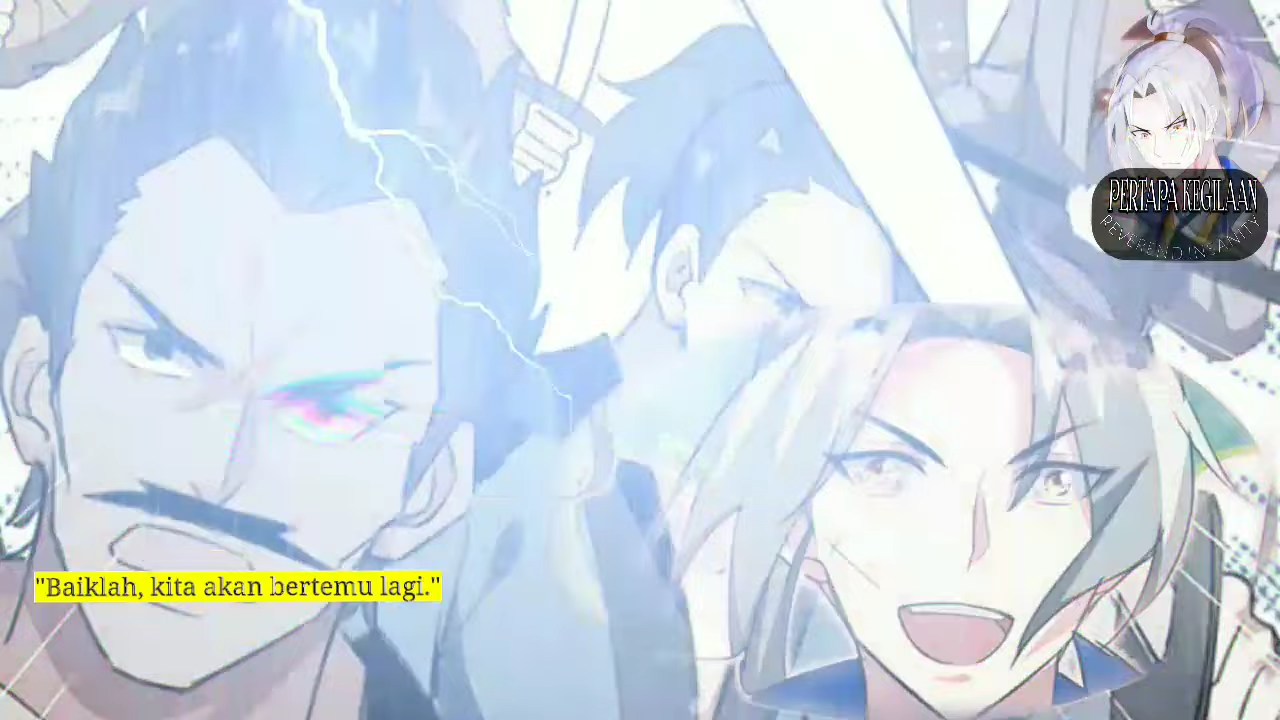 PERTAPA KEGILAAN
REVEREND INSANITY
"Baiklah, kita akan bertemu lagi."